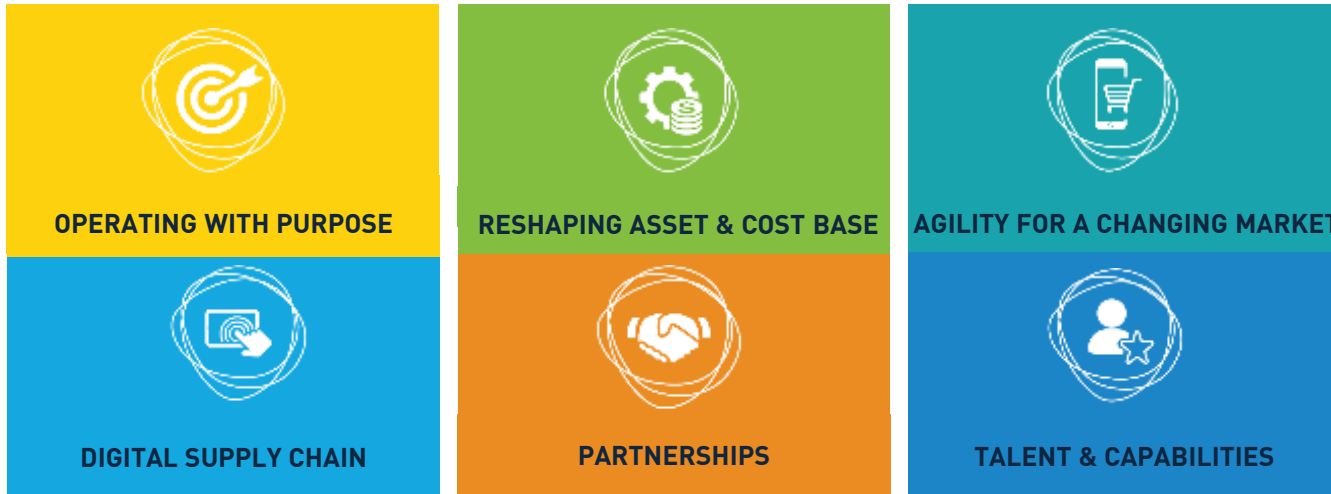 OPERATING WITH PURPOSE
RESHAPING ASSET & COST BASE
AGILITY FOR A CHANGING MARKET
DIGITAL SUPPLY CHAIN
PARTNERSHIPS
TALENT & CAPABILITIES